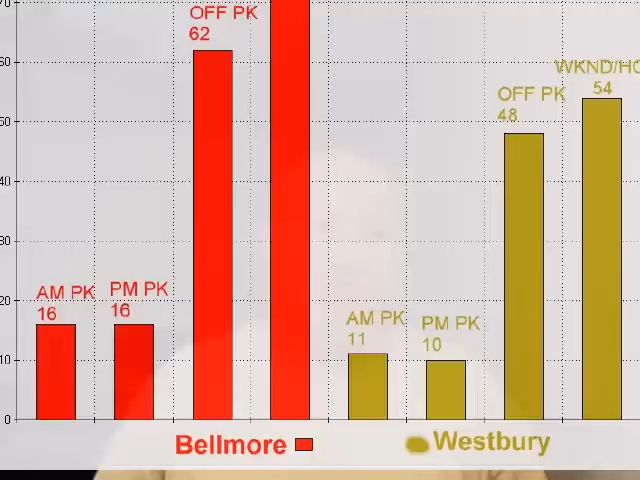 70
OFF PK
62
60
WKND/HO
54
OFF PK
48
50
40
30
AM PK
16
PM PK
16
20
AM PK
11
PM PK
10
10
0
Bellmore
Westbury